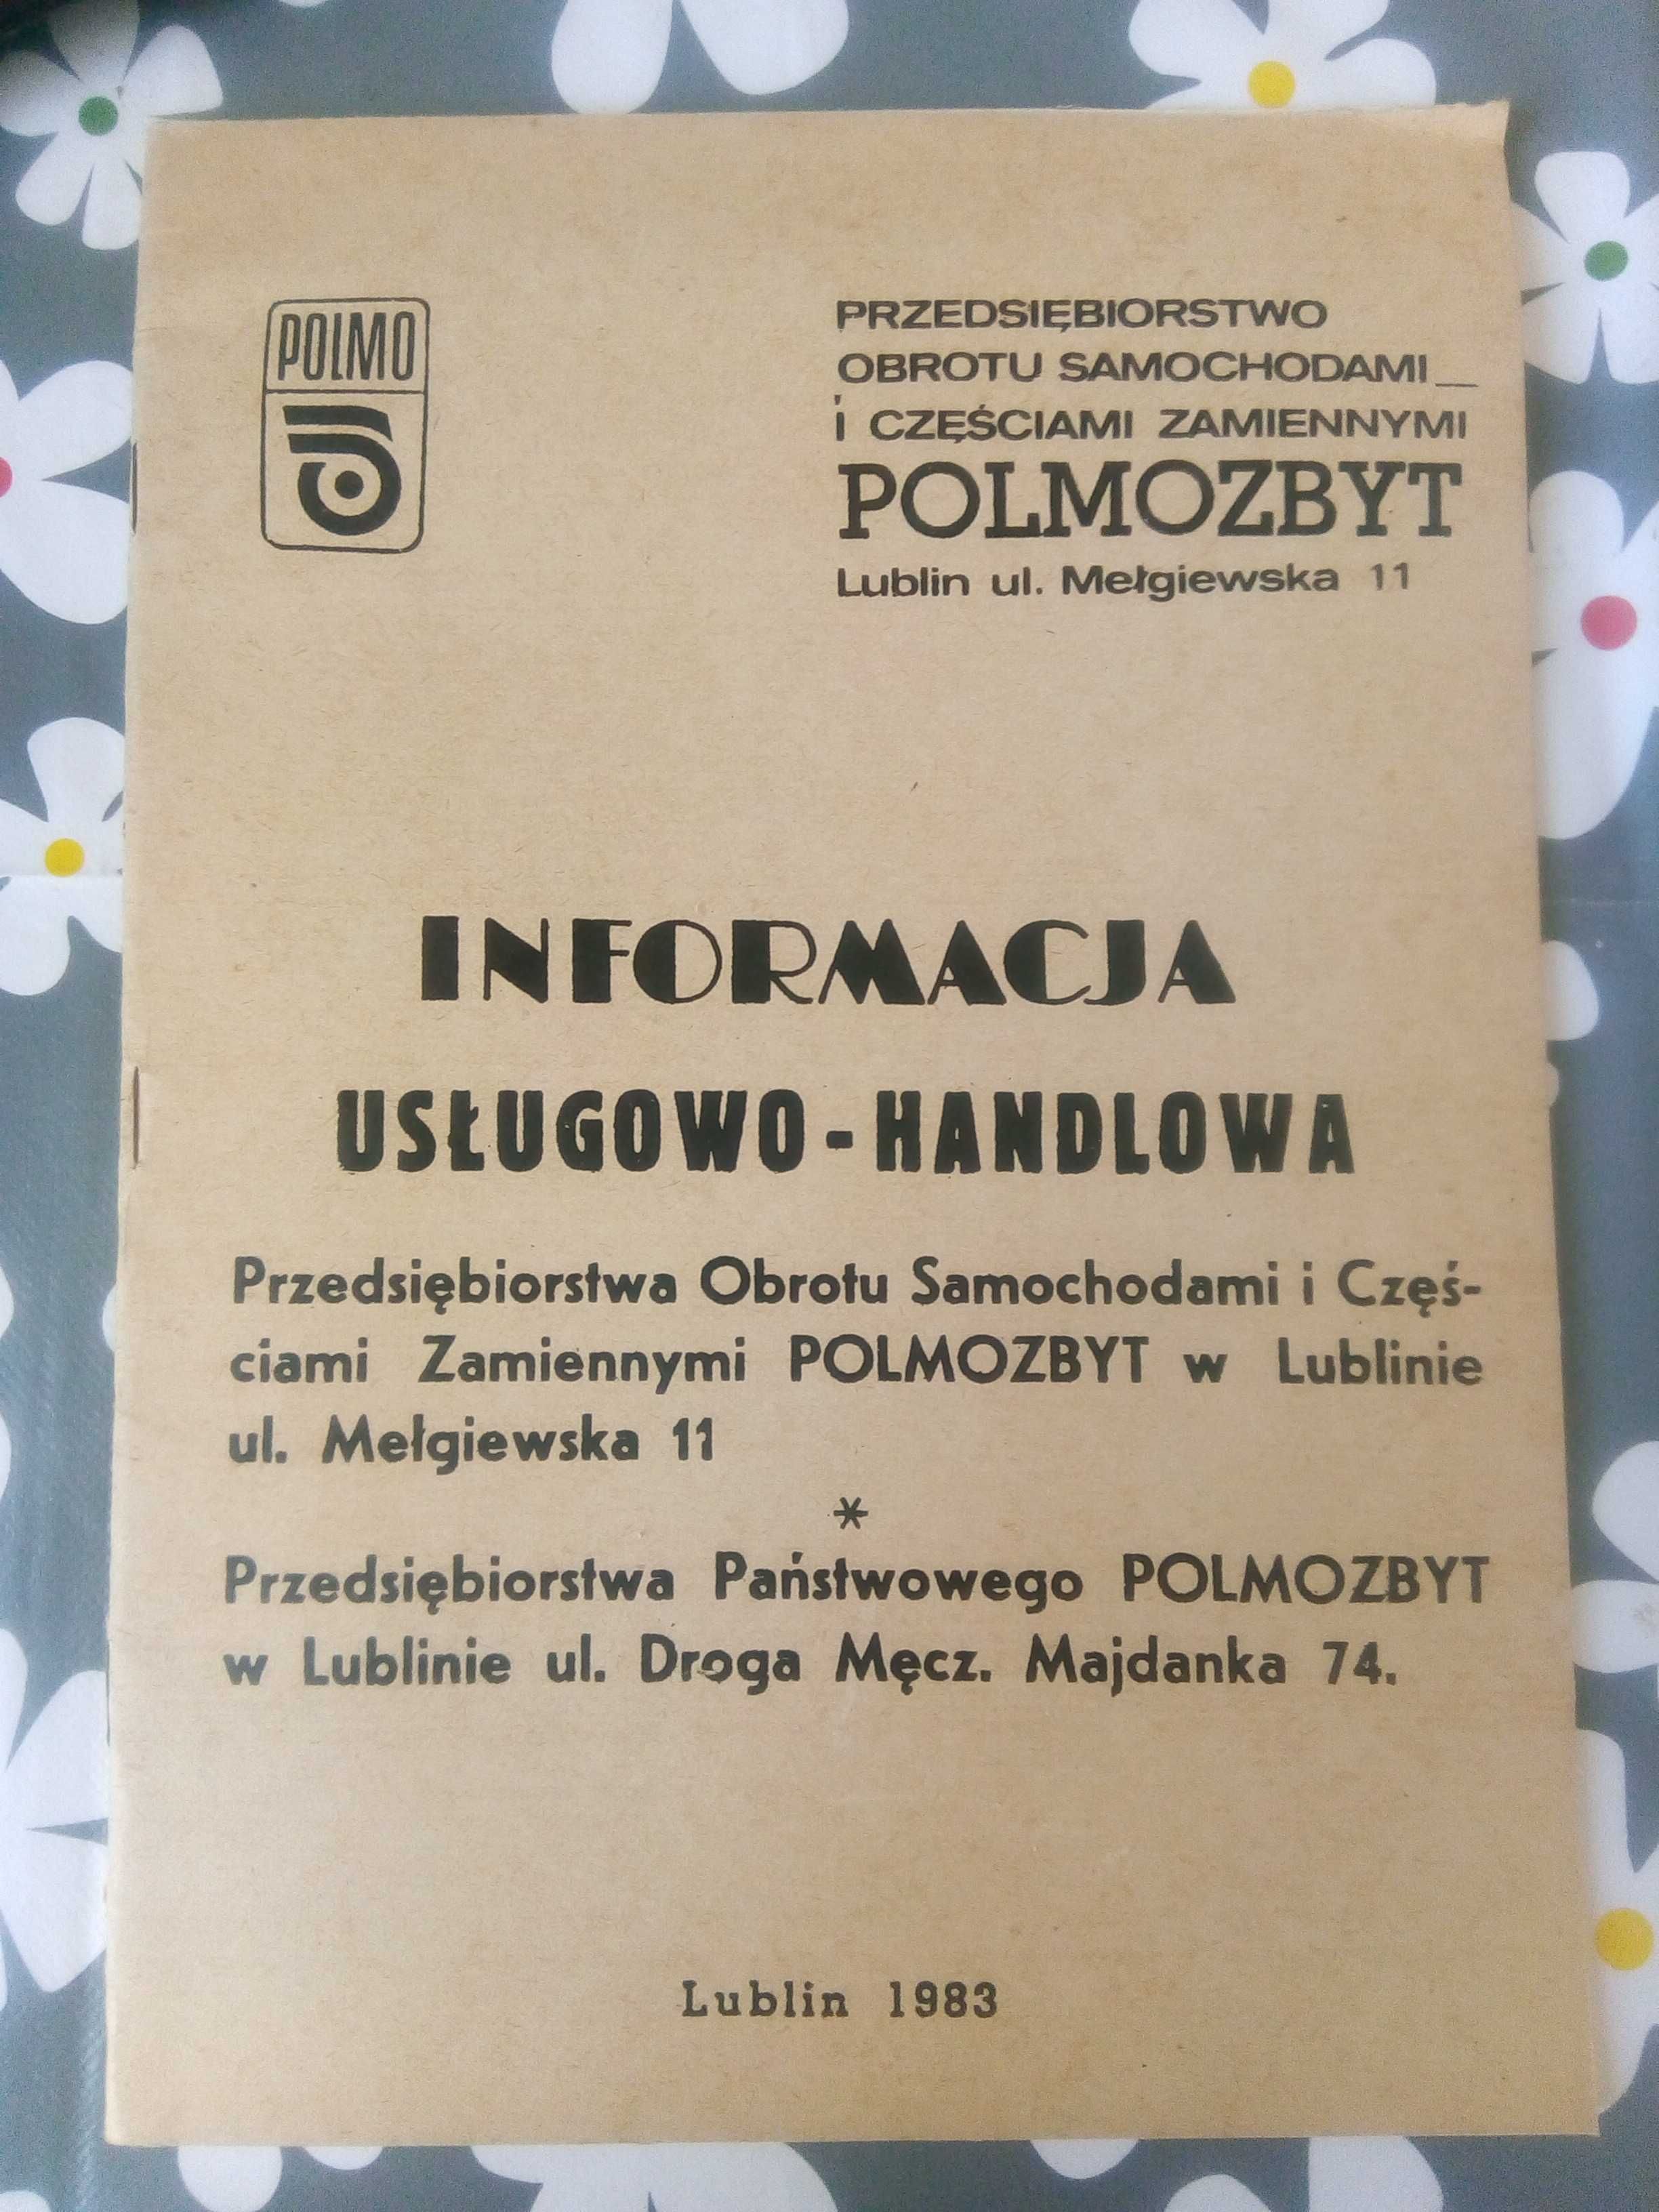 POLMO
PRZEDSIĘBIORSTWO
OBROTU SAMOCHODAMI
I CZĘŚCIAMI ZAMIENNYMI
POLMOZBYT
Lublin ul. Mełgiewska 11
INFORMACJA
USŁUGOWO-HANDLOWA
Przedsiębiorstwa Obrotu Samochodami i Częś-
ciami Zamiennymi POLMOZBYT w Lublinie
ul. Mełgiewska 11
*
Przedsiębiorstwa Państwowego POLMOZBYT
w Lublinie ul. Droga Męcz. Majdanka 74.
Lublin 1983